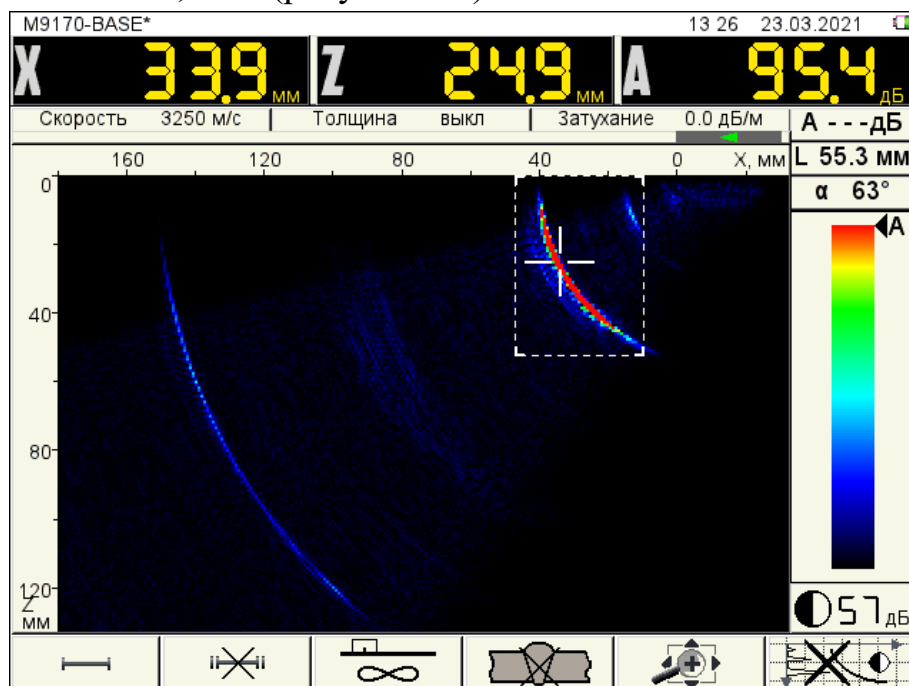 M9170-BASE* 13 26 23.03.2021
X 33.9 мм Z 24.9 мм A 95.4 дБ
Скорость 3250 м/с Толщина выкл Затухание 0.0 дБ/м A - - -дБ
160 120 80 40 0 X, мм L 55.3 мм
0 α 63°
A
40
80
120
Z
мм 57 дБ